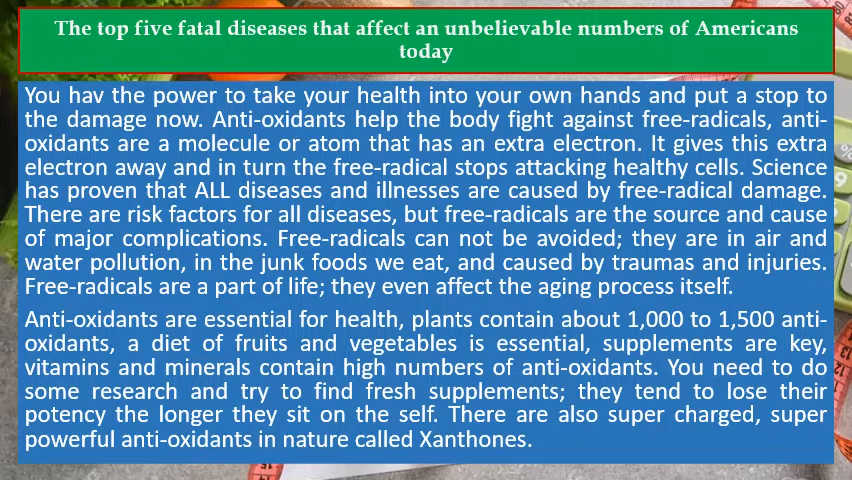 The top five fatal diseases that affect an unbelievable numbers of Americans
today
You hav the power to take your health into your own hands and put a stop to
the damage now. Anti-oxidants help the body fight against free-radicals, anti-
oxidants are a molecule or atom that has an extra electron. It gives this extra
electron away and in turn the free-radical stops attacking healthy cells. Science
has proven that ALL diseases and illnesses are caused by free-radical damage.
There are risk factors for all diseases, but free-radicals are the source and cause
of major complications. Free-radicals can not be avoided; they are in air and
water pollution, in the junk foods we eat, and caused by traumas and injuries.
Free-radicals are a part of life; they even affect the aging process itself.
Anti-oxidants are essential for health, plants contain about 1,000 to 1,500 anti-
oxidants, a diet of fruits and vegetables is essential, supplements are key,
vitamins and minerals contain high numbers of anti-oxidants. You need to do
some research and try to find fresh supplements; they tend to lose their
potency the longer they sit on the self. There are also super charged, super
powerful anti-oxidants in nature called Xanthones.